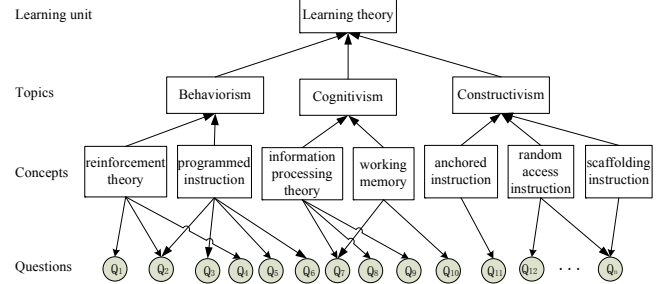 Learning unit
Learning theory
Topics
Behaviorism
Cognitivism
Constructivism
Concepts
reinforcement
theory
programmed
instruction
information
processing
theory
working
memory
anchored
instruction
random
access
instruction
scaffolding
instruction
Questions
Q1
Q2
Q3
Q4
Q5
Q6
Q7
Q8
Q9
Q10
Q11
Q12
· · ·
Qn